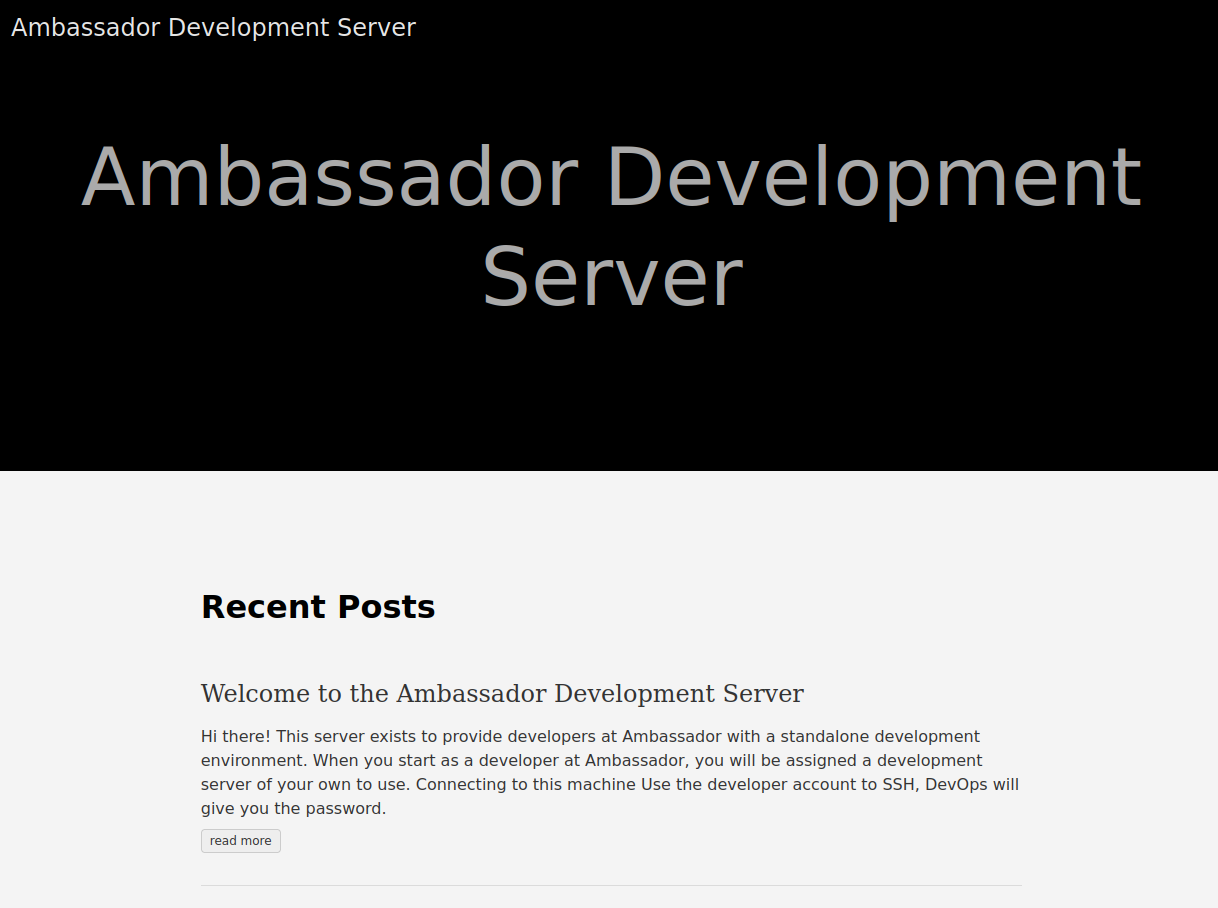 Ambassador Development Server
Ambassador Development
Server
Recent Posts
Welcome to the Ambassador Development Server
Hi there! This server exists to provide developers at Ambassador with a standalone development
environment. When you start as a developer at Ambassador, you will be assigned a development
server of your own to use. Connecting to this machine Use the developer account to SSH, DevOps will
give you the password.
read more